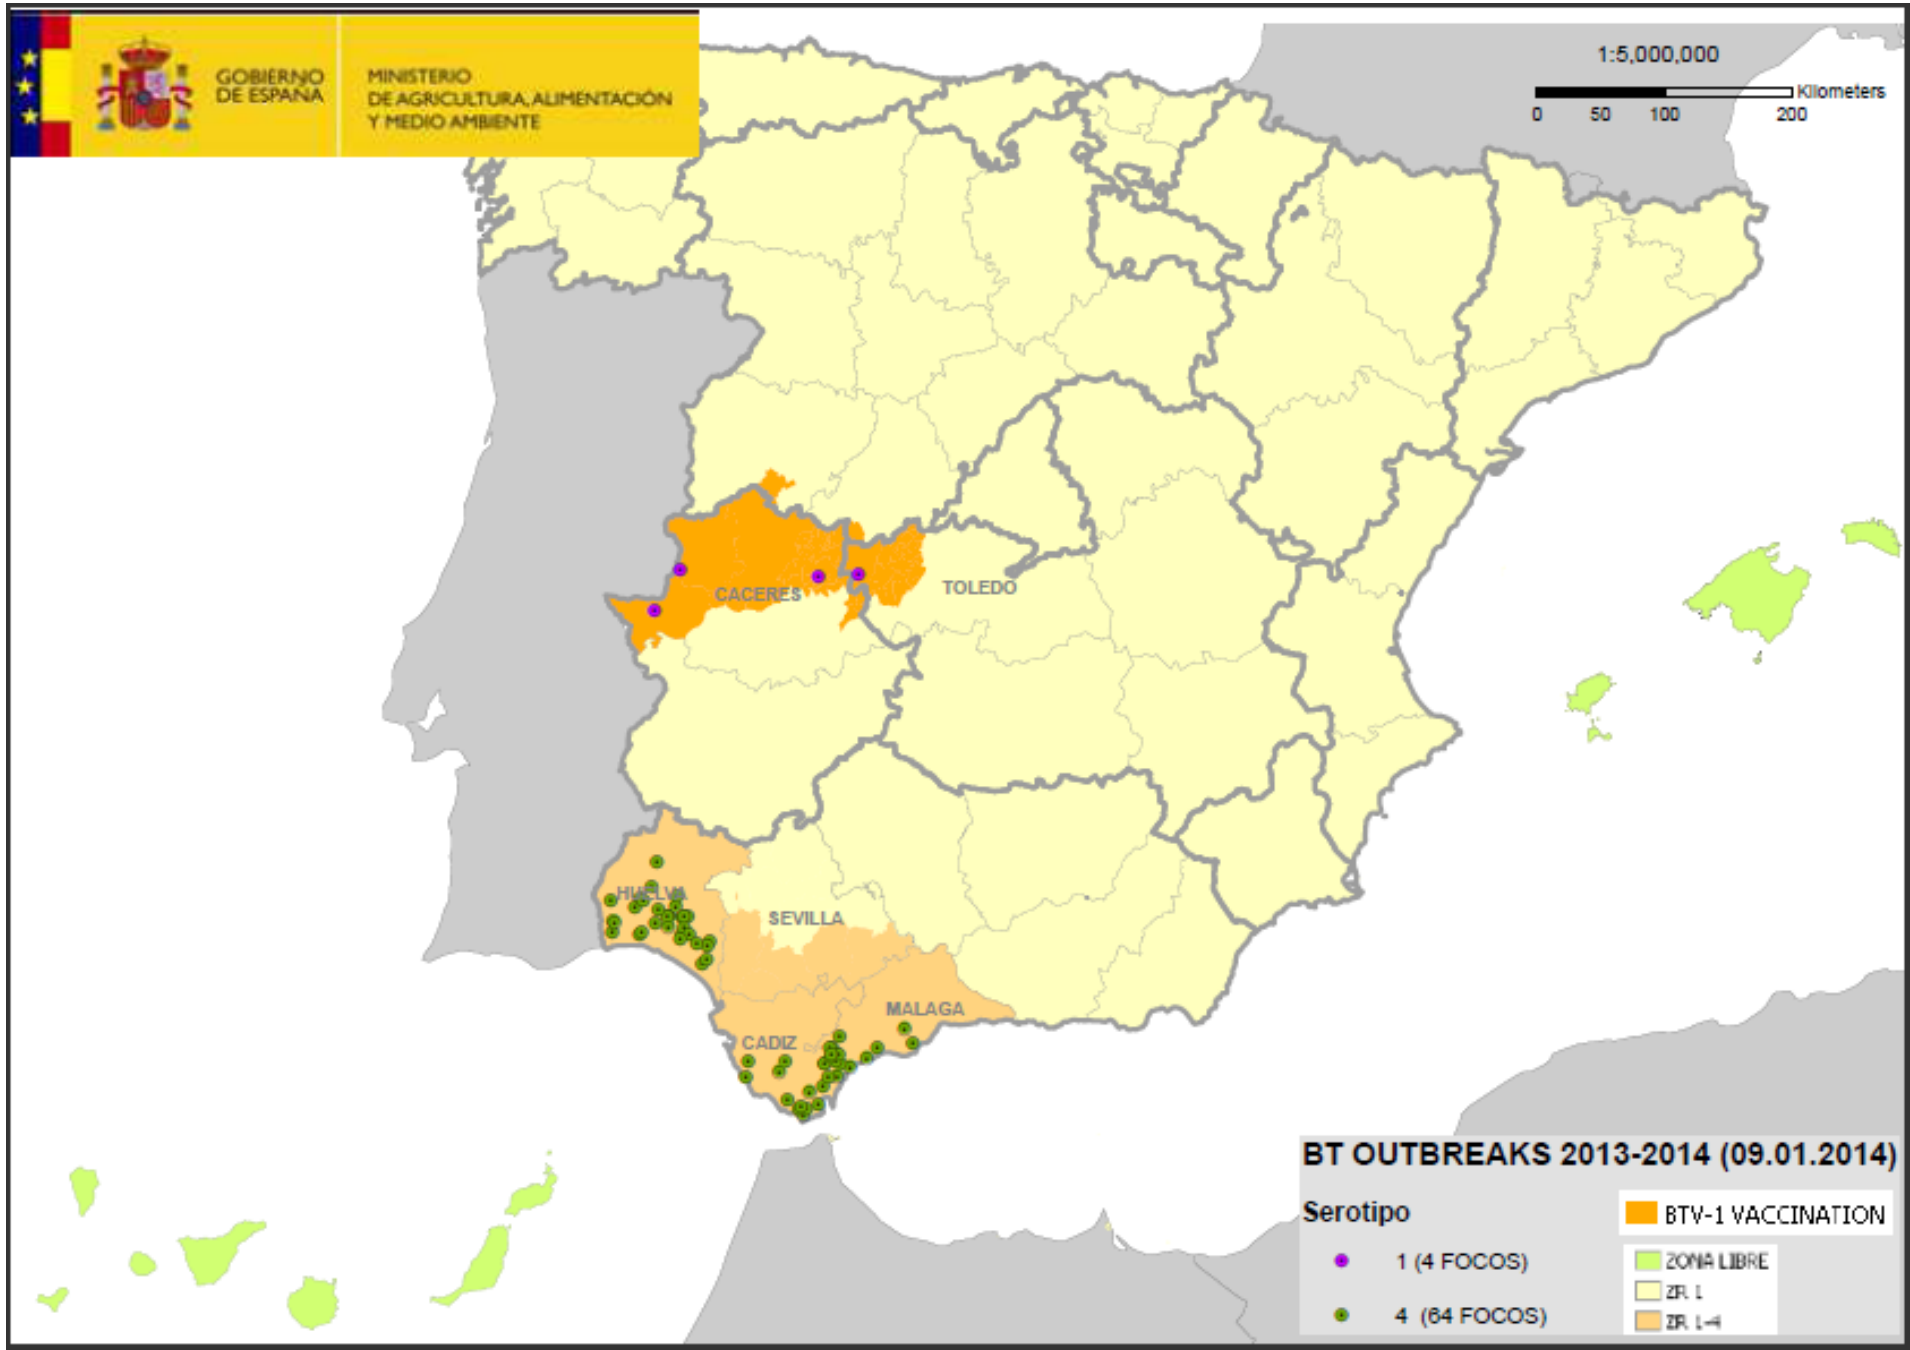 GOBIERNO
DE ESPAÑA
MINISTERIO
DE AGRICULTURA, ALIMENTACIÓN
Y MEDIO AMBIENTE
1:5,000,000
Kilometers
0 50 100 200
CACERES
TOLEDO
HUELVA
SEVILLA
MALAGA
CADIZ
BT OUTBREAKS 2013-2014 (09.01.2014)
Serotipo
1 (4 FOCOS)
4 (64 FOCOS)
BTV-1 VACCINATION
ZONA LIBRE
ZR 1
ZR 1-4